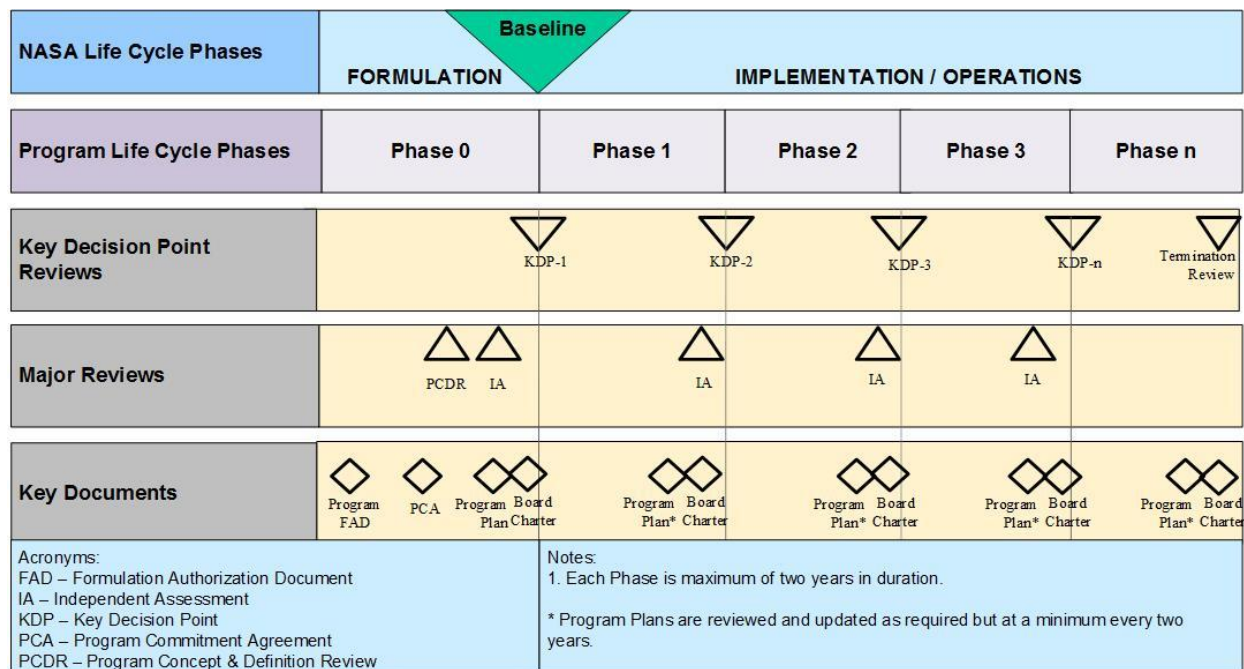 NASA Life Cycle Phases
Baseline
FORMULATION
IMPLEMENTATION / OPERATIONS
Program Life Cycle Phases
Phase 0
Phase 1
Phase 2
Phase 3
Phase n
Key Decision Point
Reviews
KDP-1
KDP-2
KDP-3
KDP-n
Termination
Review
Major Reviews
PCDR
IA
IA
IA
IA
Key Documents
Program
FAD
PCA
Program
Plan
Board
Charter
Program
Plan*
Board
Charter
Program
Plan*
Board
Charter
Program
Plan*
Board
Charter
Program
Plan*
Board
Charter
Acronyms:
FAD – Formulation Authorization Document
IA – Independent Assessment
KDP – Key Decision Point
PCA – Program Commitment Agreement
PCDR – Program Concept & Definition Review
Notes:
1. Each Phase is maximum of two years in duration.
* Program Plans are reviewed and updated as required but at a minimum every two
years.